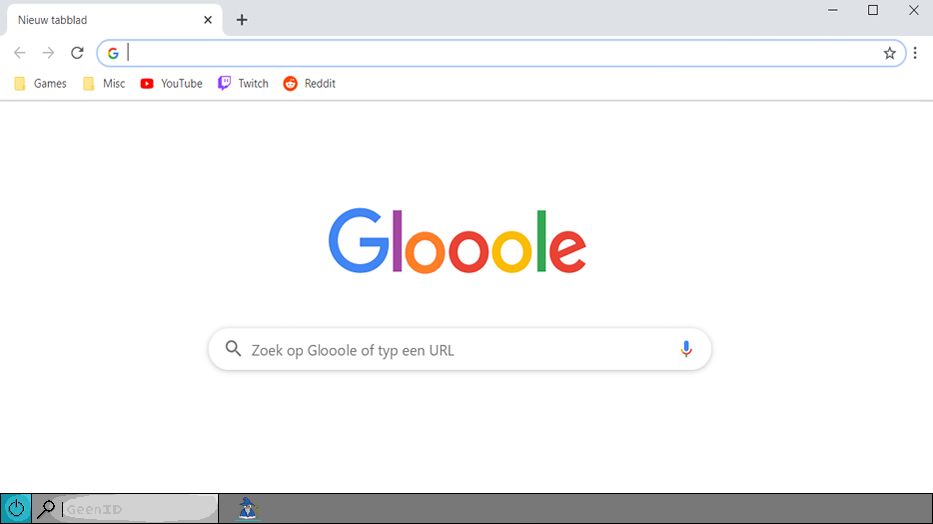 Nieuw tabblad
Games Misc YouTube Twitch Reddit
Glooole
Zoek op Glooole of typ een URL
GeenID